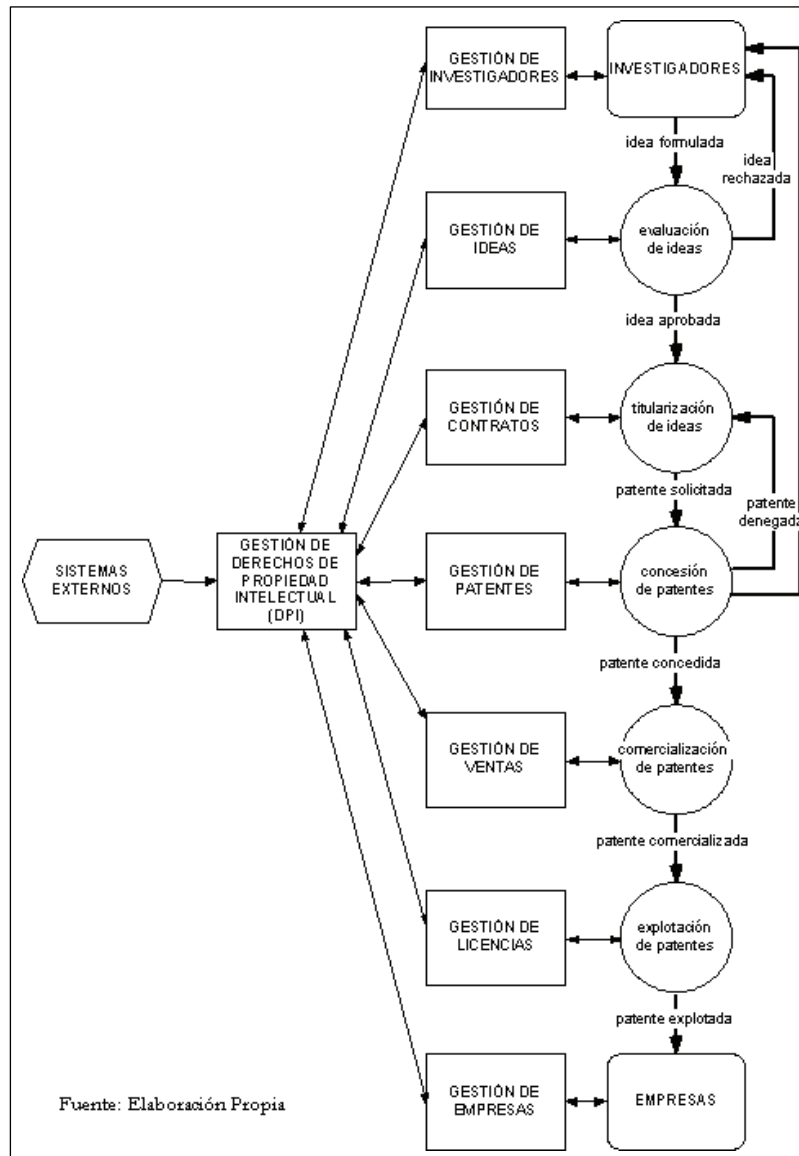 GESTIÓN DE
INVESTIGADORES
INVESTIGADORES
idea formulada
idea
rechazada
GESTIÓN DE
IDEAS
evaluación
de ideas
idea aprobada
GESTIÓN DE
CONTRATOS
titularización
de ideas
patente solicitada
patente
denegada
SISTEMAS
EXTERNOS
GESTIÓN DE
DERECHOS DE
PROPIEDAD
INTELECTUAL
(DPI)
GESTIÓN DE
PATENTES
concesión
de patentes
patente concedida
GESTIÓN DE
VENTAS
comercialización
de patentes
patente comercializada
GESTIÓN DE
LICENCIAS
explotación
de patentes
patente explotada
GESTIÓN DE
EMPRESAS
EMPRESAS
Fuente: Elaboración Propia